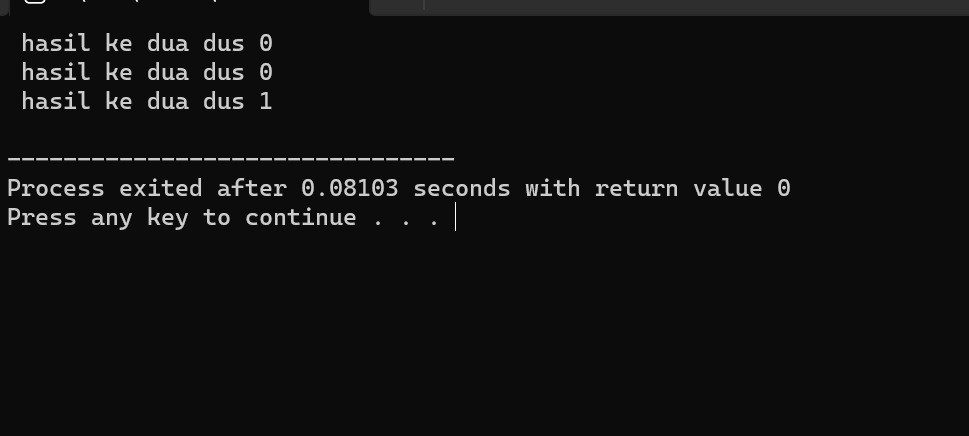 hasil ke dua dus 0
hasil ke dua dus 0
hasil ke dua dus 1
--------------------------------
Process exited after 0.08103 seconds with return value 0
Press any key to continue . . .